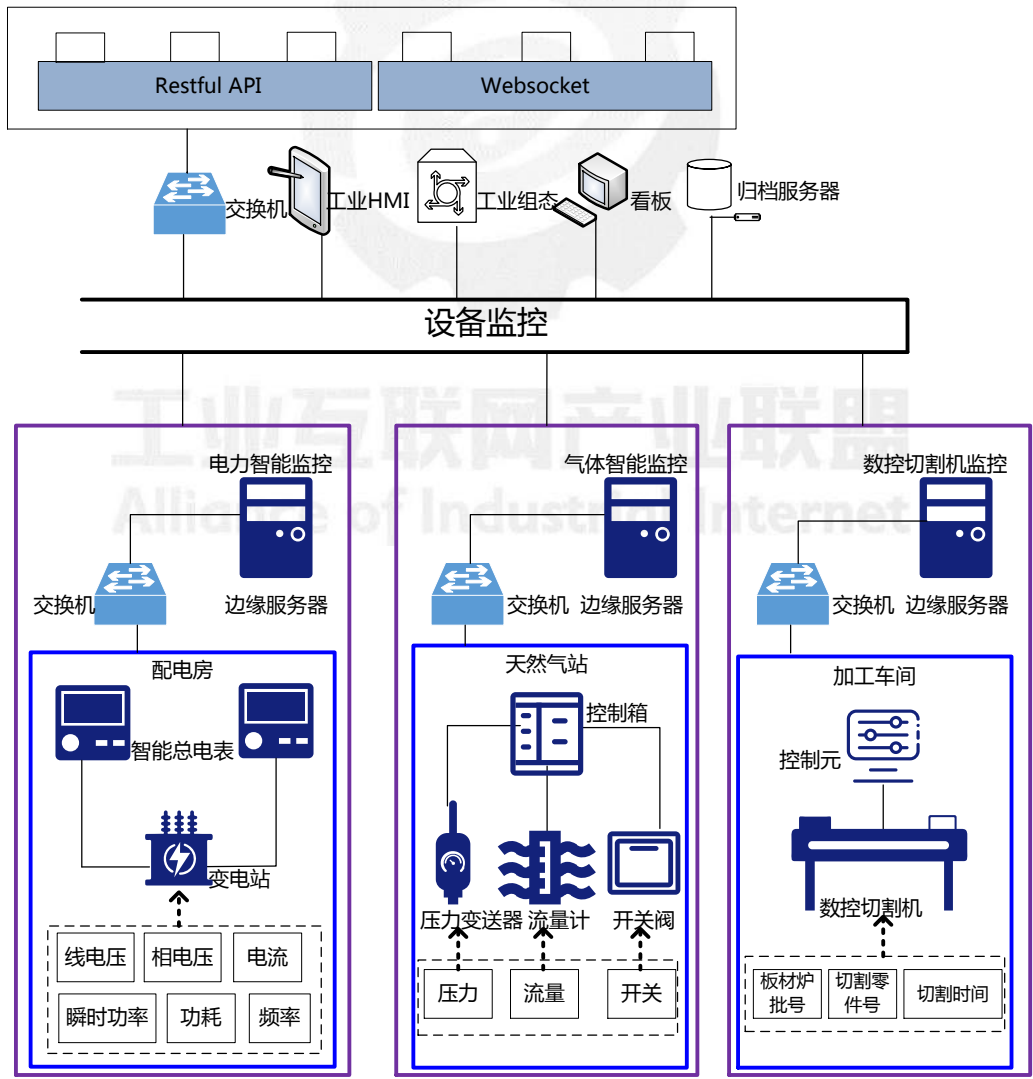 Restful API
Websocket
交换机
工业HMI
工业组态
看板
归档服务器
设备监控
工业互联网产业联盟
Alliance of Industrial Internet
电力智能监控
交换机
边缘服务器
配电房
智能总电表
变电站
线电压
相电压
电流
瞬时功率
功耗
频率
气体智能监控
交换机
边缘服务器
天然气站
控制箱
压力变送器
流量计
开关阀
压力
流量
开关
数控切割机监控
交换机
边缘服务器
加工车间
控制元
数控切割机
板材炉
批号
切割零
件号
切割时间